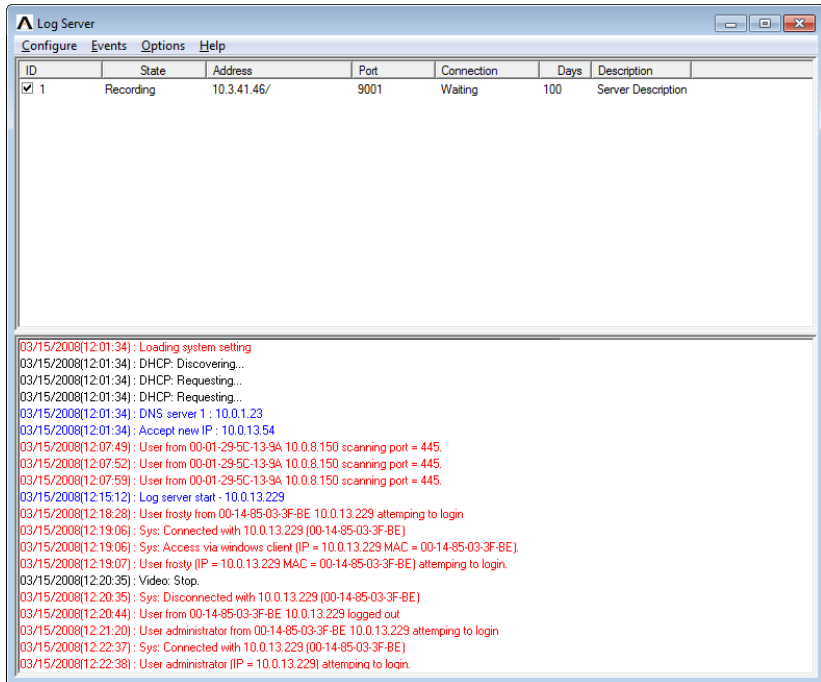 Log Server
Configure Events Options Help
ID State Address Port Connection Days Description
1 Recording 10.3.41.46/ 9001 Waiting 100 Server Description
03/15/2008(12:01:34) : Loading system setting
03/15/2008(12:01:34) : DHCP: Discovering...
03/15/2008(12:01:34) : DHCP: Requesting...
03/15/2008(12:01:34) : DHCP: Requesting...
03/15/2008(12:01:34) : DNS server 1 : 10.0.1.23
03/15/2008(12:01:34) : Accept new IP : 10.0.13.54
03/15/2008(12:07:49) : User from 00-01-29-5C-13-9A 10.0.8.150 scanning port = 445.
03/15/2008(12:07:52) : User from 00-01-29-5C-13-9A 10.0.8.150 scanning port = 445.
03/15/2008(12:07:59) : User from 00-01-29-5C-13-9A 10.0.8.150 scanning port = 445.
03/15/2008(12:15:12) : Log server start - 10.0.13.229
03/15/2008(12:18:28) : User frosty from 00-14-85-03-3F-BE 10.0.13.229 attemping to login
03/15/2008(12:19:06) : Sys: Connected with 10.0.13.229 (00-14-85-03-3F-BE)
03/15/2008(12:19:06) : Sys: Access via windows client (IP = 10.0.13.229 MAC = 00-14-85-03-3F-BE).
03/15/2008(12:19:07) : User frosty (IP = 10.0.13.229 MAC = 00-14-85-03-3F-BE) attemping to login.
03/15/2008(12:20:35) : Video: Stop.
03/15/2008(12:20:35) : Sys: Disconnected with 10.0.13.229 (00-14-85-03-3F-BE)
03/15/2008(12:20:44) : User from 00-14-85-03-3F-BE 10.0.13.229 logged out
03/15/2008(12:21:20) : User administrator from 00-14-85-03-3F-BE 10.0.13.229 attemping to login
03/15/2008(12:22:37) : Sys: Connected with 10.0.13.229 (00-14-85-03-3F-BE)
03/15/2008(12:22:38) : User administrator (IP = 10.0.13.229) attemping to login.